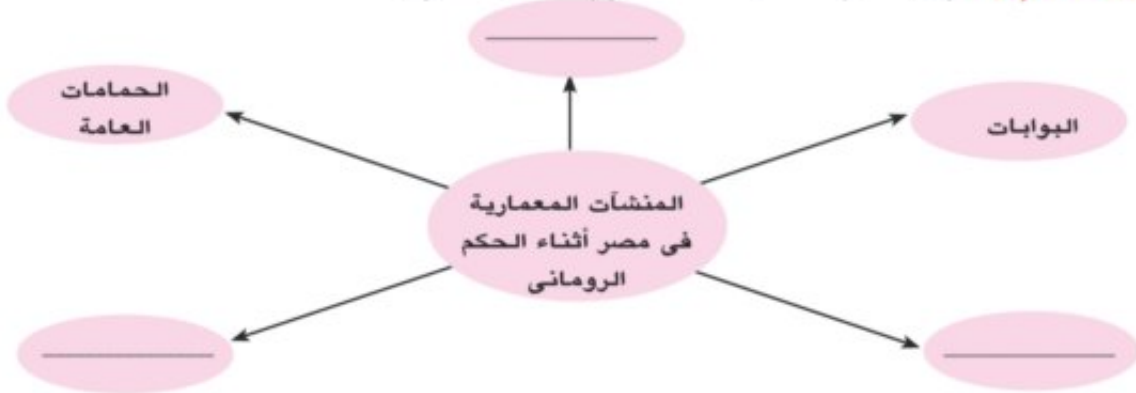 البوابات
الحمامات
العامة
المنشآت المعمارية
فى مصر أثناء الحكم
الرومانى